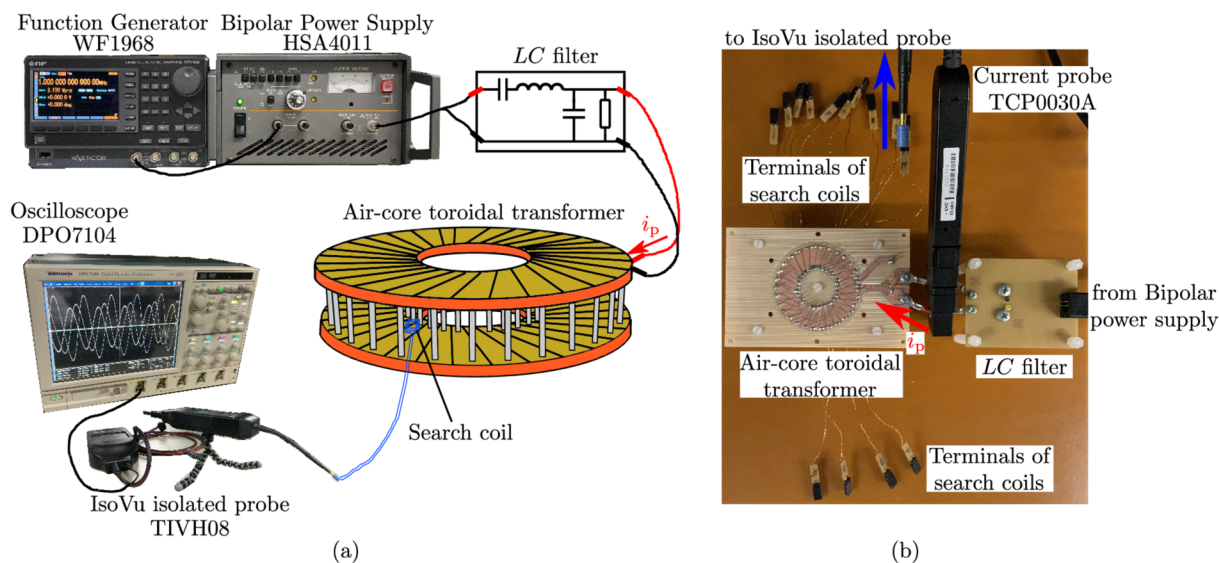 Function Generator
WF1968
Bipolar Power Supply
HSA4011
LC filter
Oscilloscope
DPO7104
Air-core toroidal transformer
ip
Search coil
IsoVu isolated probe
TIVH08
(a)
to IsoVu isolated probe
Current probe
TCP0030A
Terminals of
search coils
from Bipolar
power supply
ip
Air-core toroidal
transformer
LC filter
Terminals of
search coils
(b)